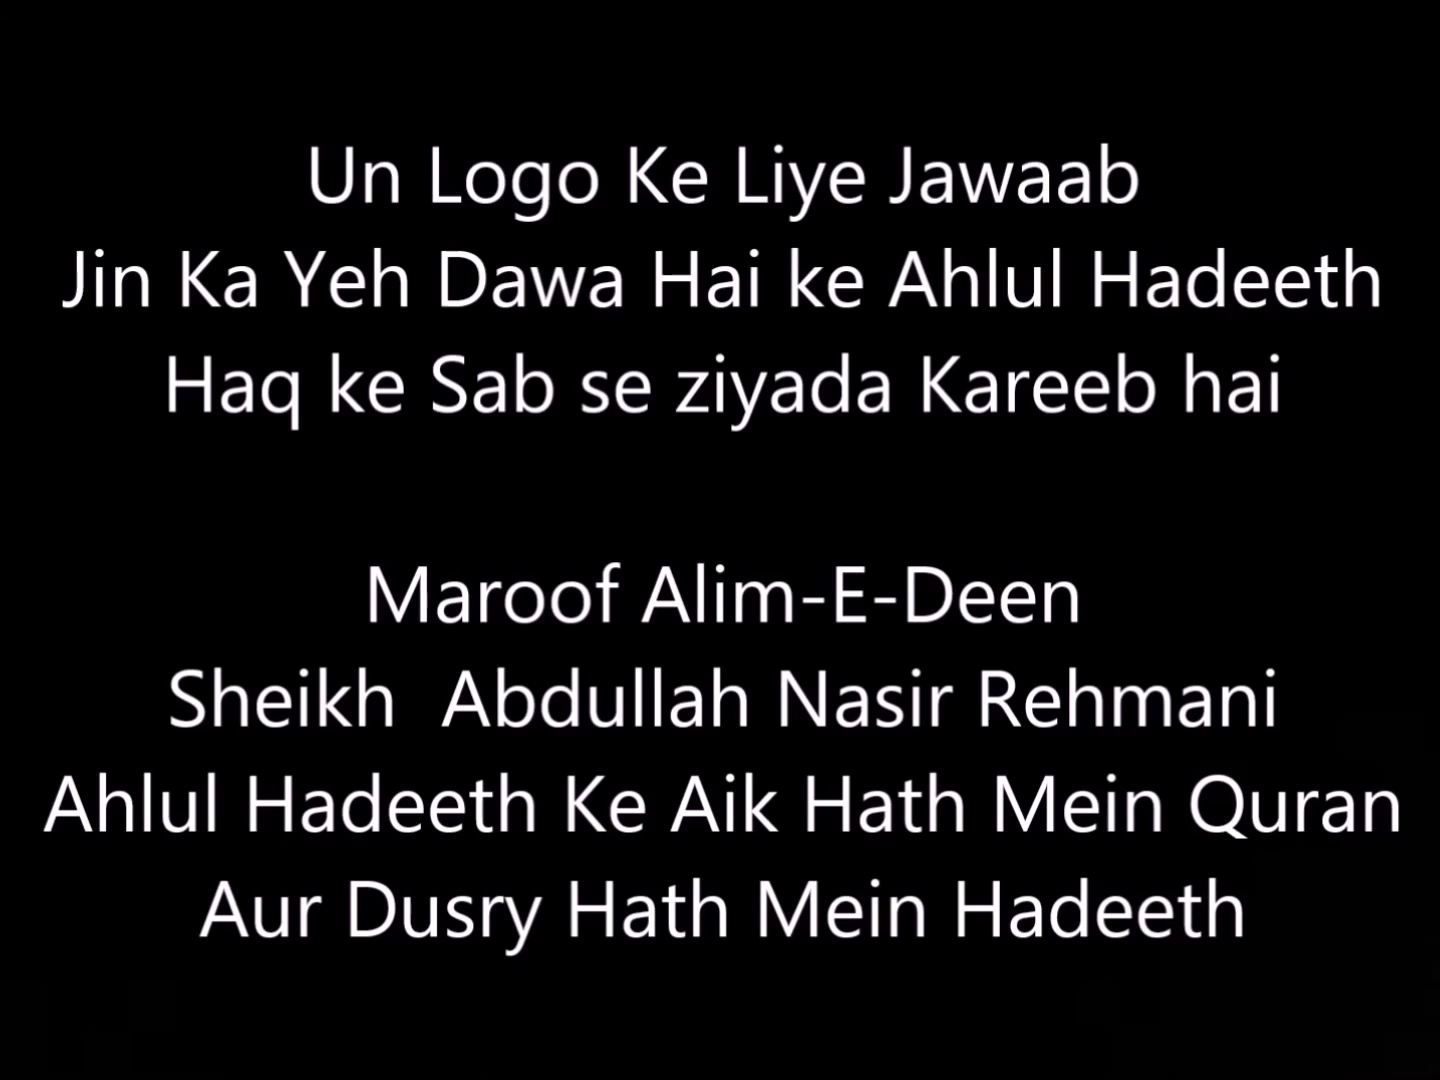 Un Logo Ke Liye Jawaab
Jin Ka Yeh Dawa Hai ke Ahlul Hadeeth
Haq ke Sab se ziyada Kareeb hai
Maroof Alim-E-Deen
Sheikh  Abdullah Nasir Rehmani
Ahlul Hadeeth Ke Aik Hath Mein Quran
Aur Dusry Hath Mein Hadeeth